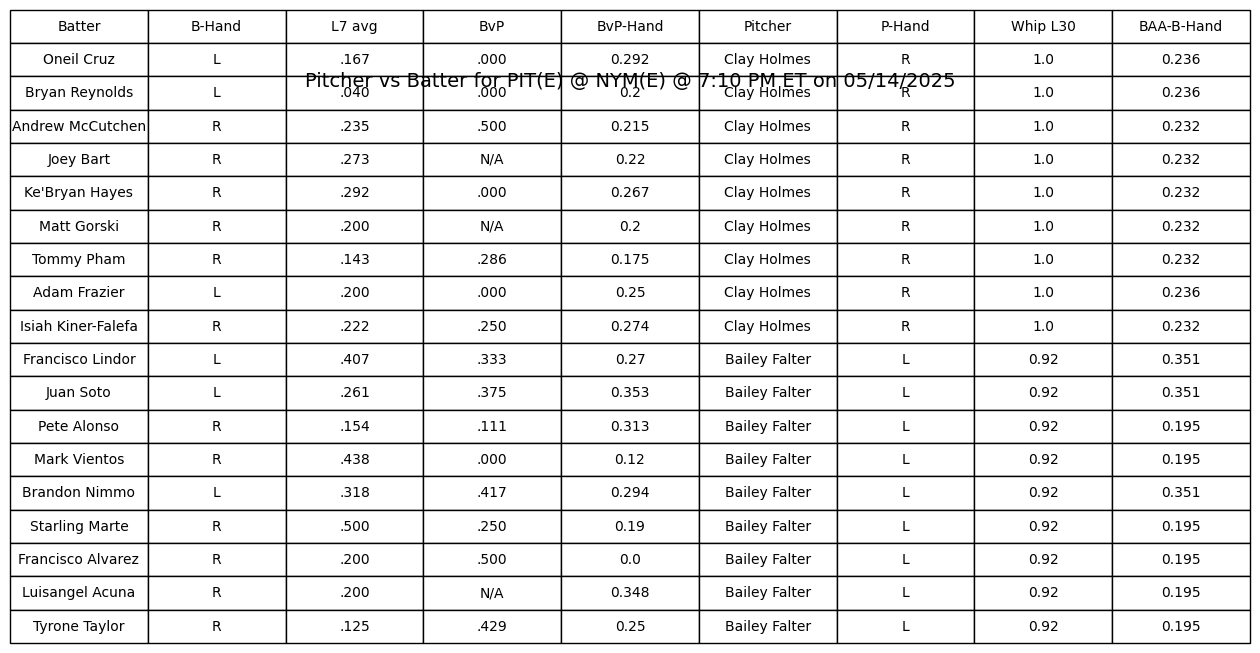 Batter B-Hand L7 avg BvP BvP-Hand Pitcher P-Hand Whip L30 BAA-B-Hand
Oneil Cruz L .167 .000 0.292 Clay Holmes R 1.0 0.236
Pitcher vs Batter for PIT(E) @ NYM(E) @ 7:10 PM ET on 05/14/2025
Bryan Reynolds L .040 .000 0.2 Clay Holmes R 1.0 0.236
Andrew McCutchen R .235 .500 0.215 Clay Holmes R 1.0 0.232
Joey Bart R .273 N/A 0.22 Clay Holmes R 1.0 0.232
Ke'Bryan Hayes R .292 .000 0.267 Clay Holmes R 1.0 0.232
Matt Gorski R .200 N/A 0.2 Clay Holmes R 1.0 0.232
Tommy Pham R .143 .286 0.175 Clay Holmes R 1.0 0.232
Adam Frazier L .200 .000 0.25 Clay Holmes R 1.0 0.236
Isiah Kiner-Falefa R .222 .250 0.274 Clay Holmes R 1.0 0.232
Francisco Lindor L .407 .333 0.27 Bailey Falter L 0.92 0.351
Juan Soto L .261 .375 0.353 Bailey Falter L 0.92 0.351
Pete Alonso R .154 .111 0.313 Bailey Falter L 0.92 0.195
Mark Vientos R .438 .000 0.12 Bailey Falter L 0.92 0.195
Brandon Nimmo L .318 .417 0.294 Bailey Falter L 0.92 0.351
Starling Marte R .500 .250 0.19 Bailey Falter L 0.92 0.195
Francisco Alvarez R .200 .500 0.0 Bailey Falter L 0.92 0.195
Luisangel Acuna R .200 N/A 0.348 Bailey Falter L 0.92 0.195
Tyrone Taylor R .125 .429 0.25 Bailey Falter L 0.92 0.195